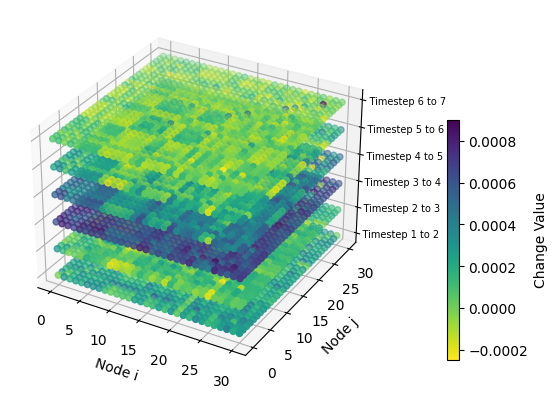 Timestep 6 to 7
Timestep 5 to 6
Timestep 4 to 5
Timestep 3 to 4
Timestep 2 to 3
Timestep 1 to 2
0
5
10
15
20
25
30
Node i
0
5
10
15
20
25
30
Node j
0.0008
0.0006
0.0004
0.0002
0.0000
−0.0002
Change Value